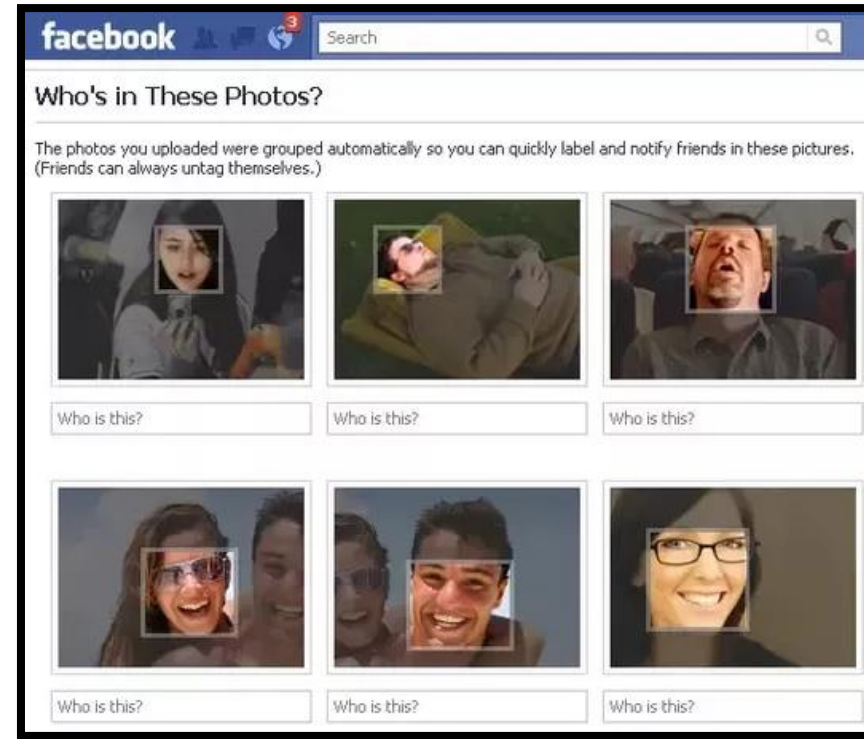 facebook
3
Search
Who's in These Photos?
The photos you uploaded were grouped automatically so you can quickly label and notify friends in these pictures.
(Friends can always untag themselves.)
Who is this?
Who is this?
Who is this?
Who is this?
Who is this?
Who is this?